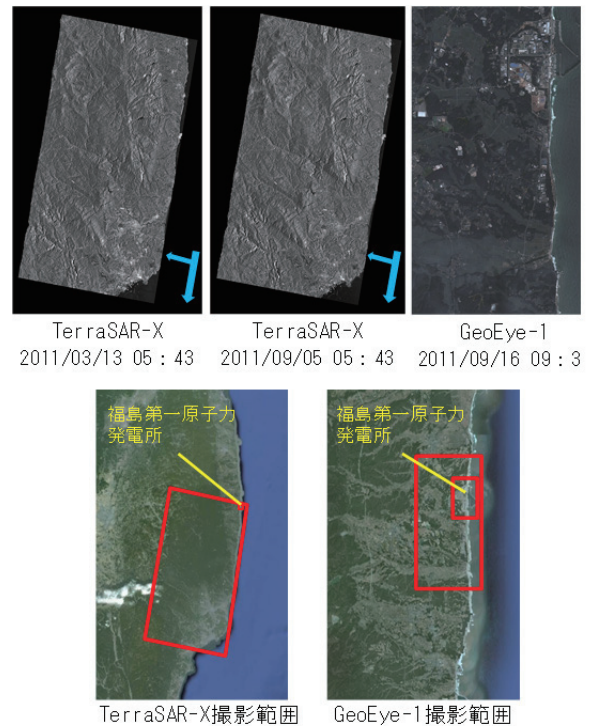 TerraSAR-X
2011/03/13 05：43
TerraSAR-X
2011/09/05 05：43
GeoEye-1
2011/09/16 09：3
福島第一原子力
発電所
福島第一原子力
発電所
TerraSAR-X撮影範囲
GeoEye-1撮影範囲